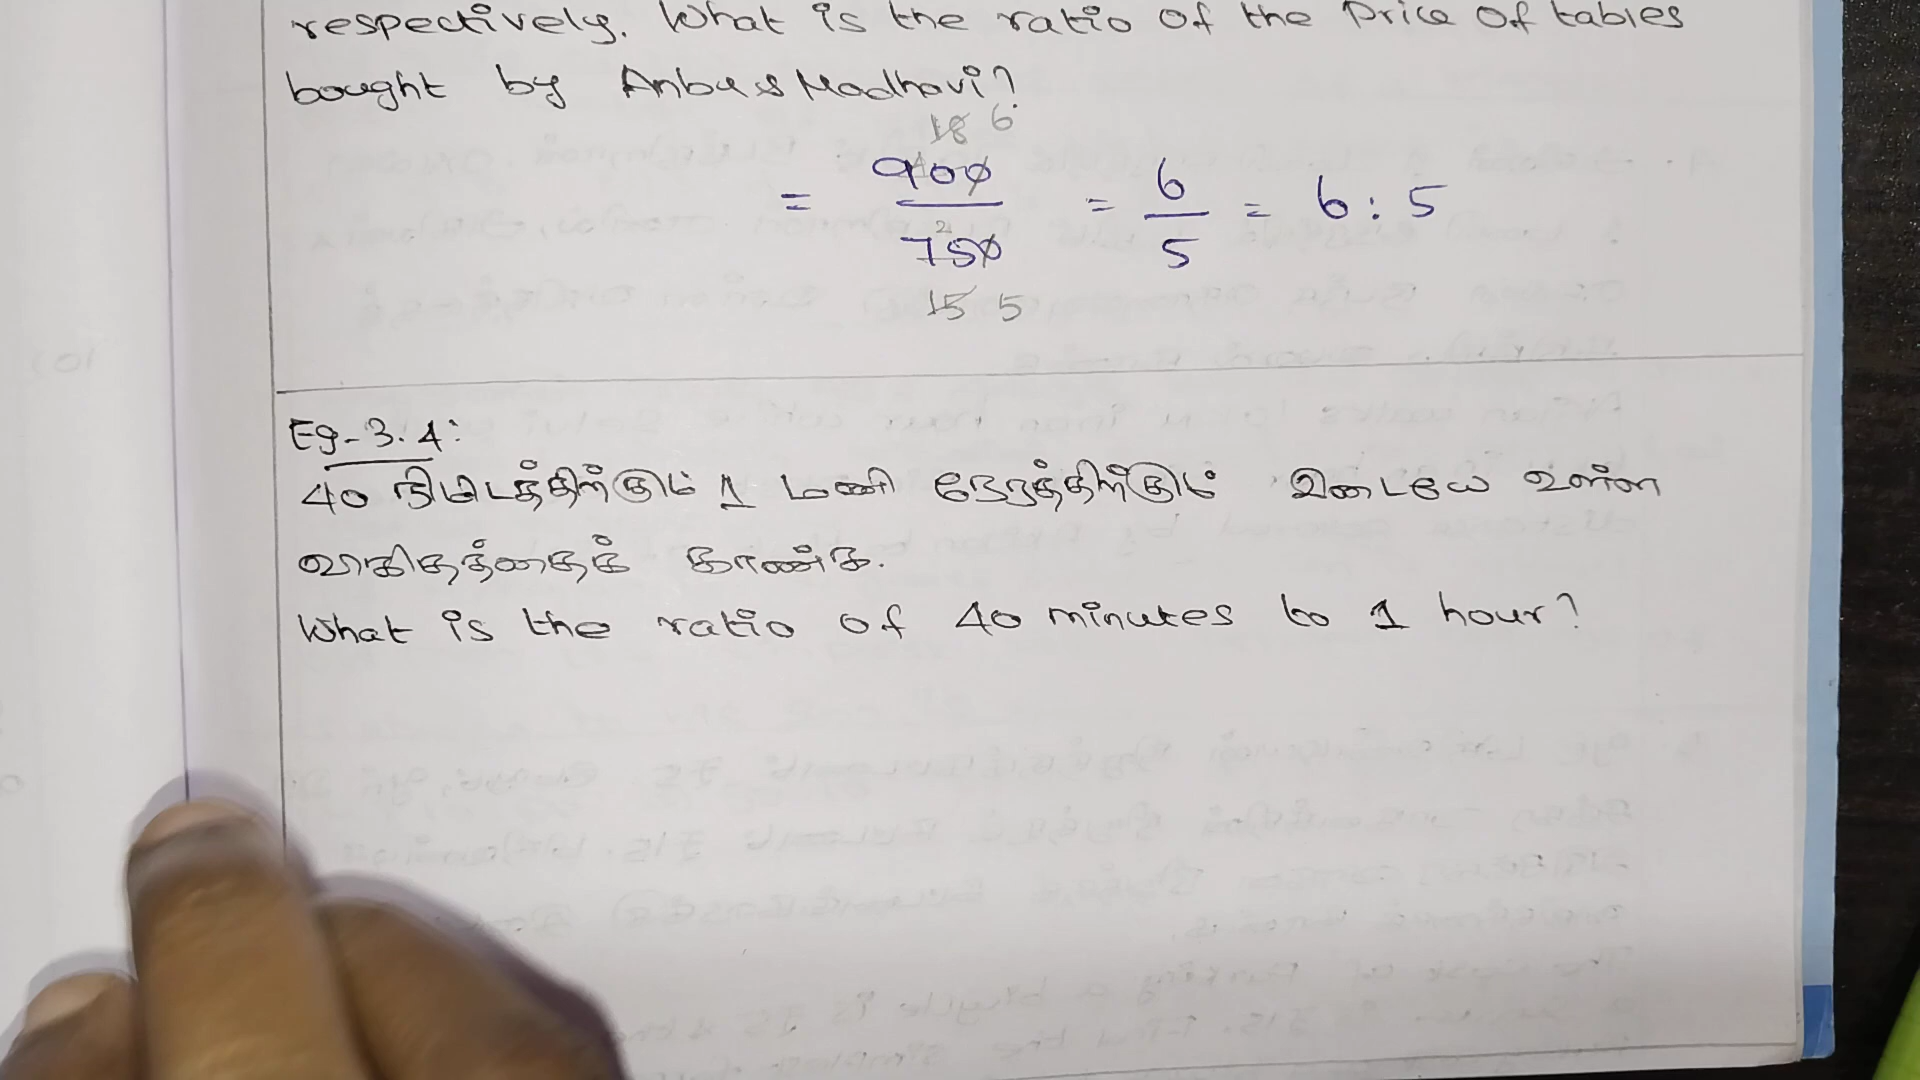 respectively. What is the ratio of the Price of tables
bought by Anbu & Madhavi?
18 6
= 900/750 = 6/5 = 6 : 5
2
15 5
Eg-3.4:
40 நிமிடத்திற்கும் 1 மணி நேரத்திற்கும் இடையே உள்ள
விகிதத்தைக் காண்க.
What is the ratio of 40 minutes to 1 hour?